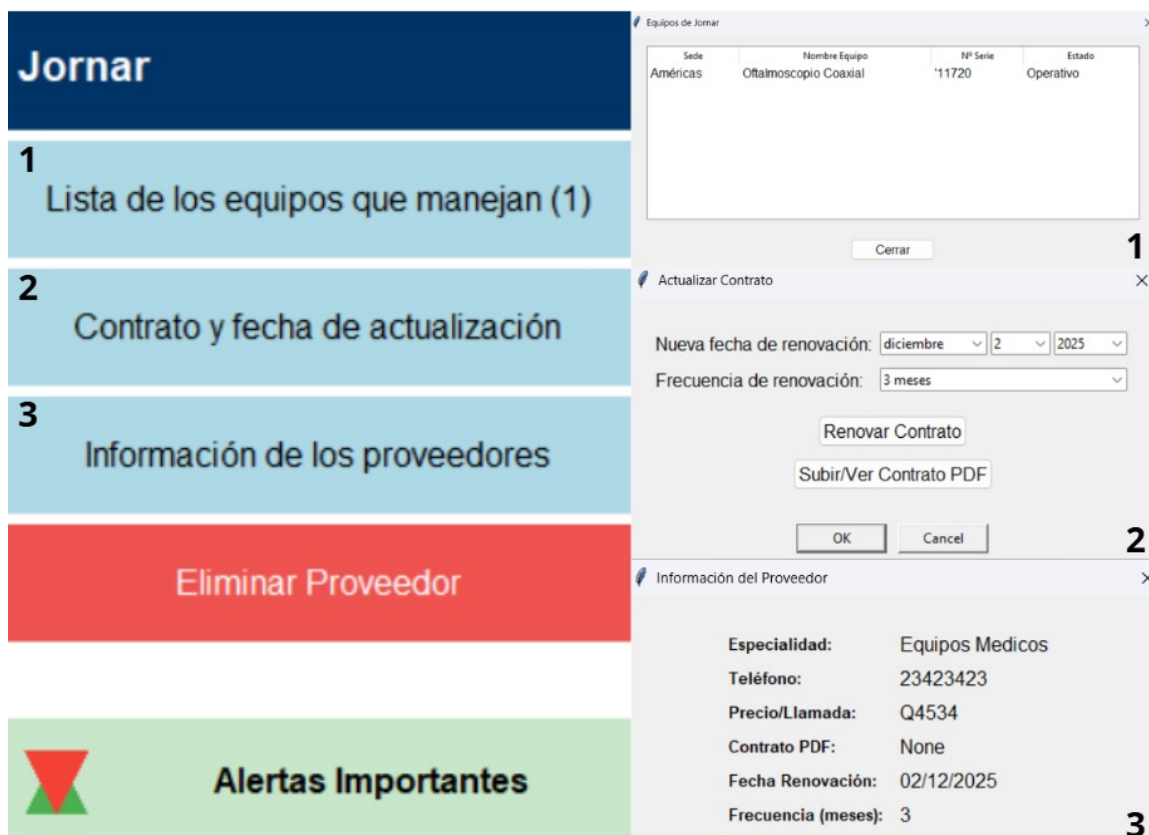 Jornar
1
Lista de los equipos que manejan (1)
2
Contrato y fecha de actualización
3
Información de los proveedores
Eliminar Proveedor
Alertas Importantes
Equipos de Jornar
Sede Nombre Equipo Nº Serie Estado
Américas Oftalmoscopio Coaxial '11720 Operativo
Cerrar
1
Actualizar Contrato
Nueva fecha de renovación: diciembre 2 2025
Frecuencia de renovación: 3 meses
Renovar Contrato
Subir/Ver Contrato PDF
OK Cancel
2
Información del Proveedor
Especialidad: Equipos Medicos
Teléfono: 23423423
Precio/Llamada: Q4534
Contrato PDF: None
Fecha Renovación: 02/12/2025
Frecuencia (meses): 3
3